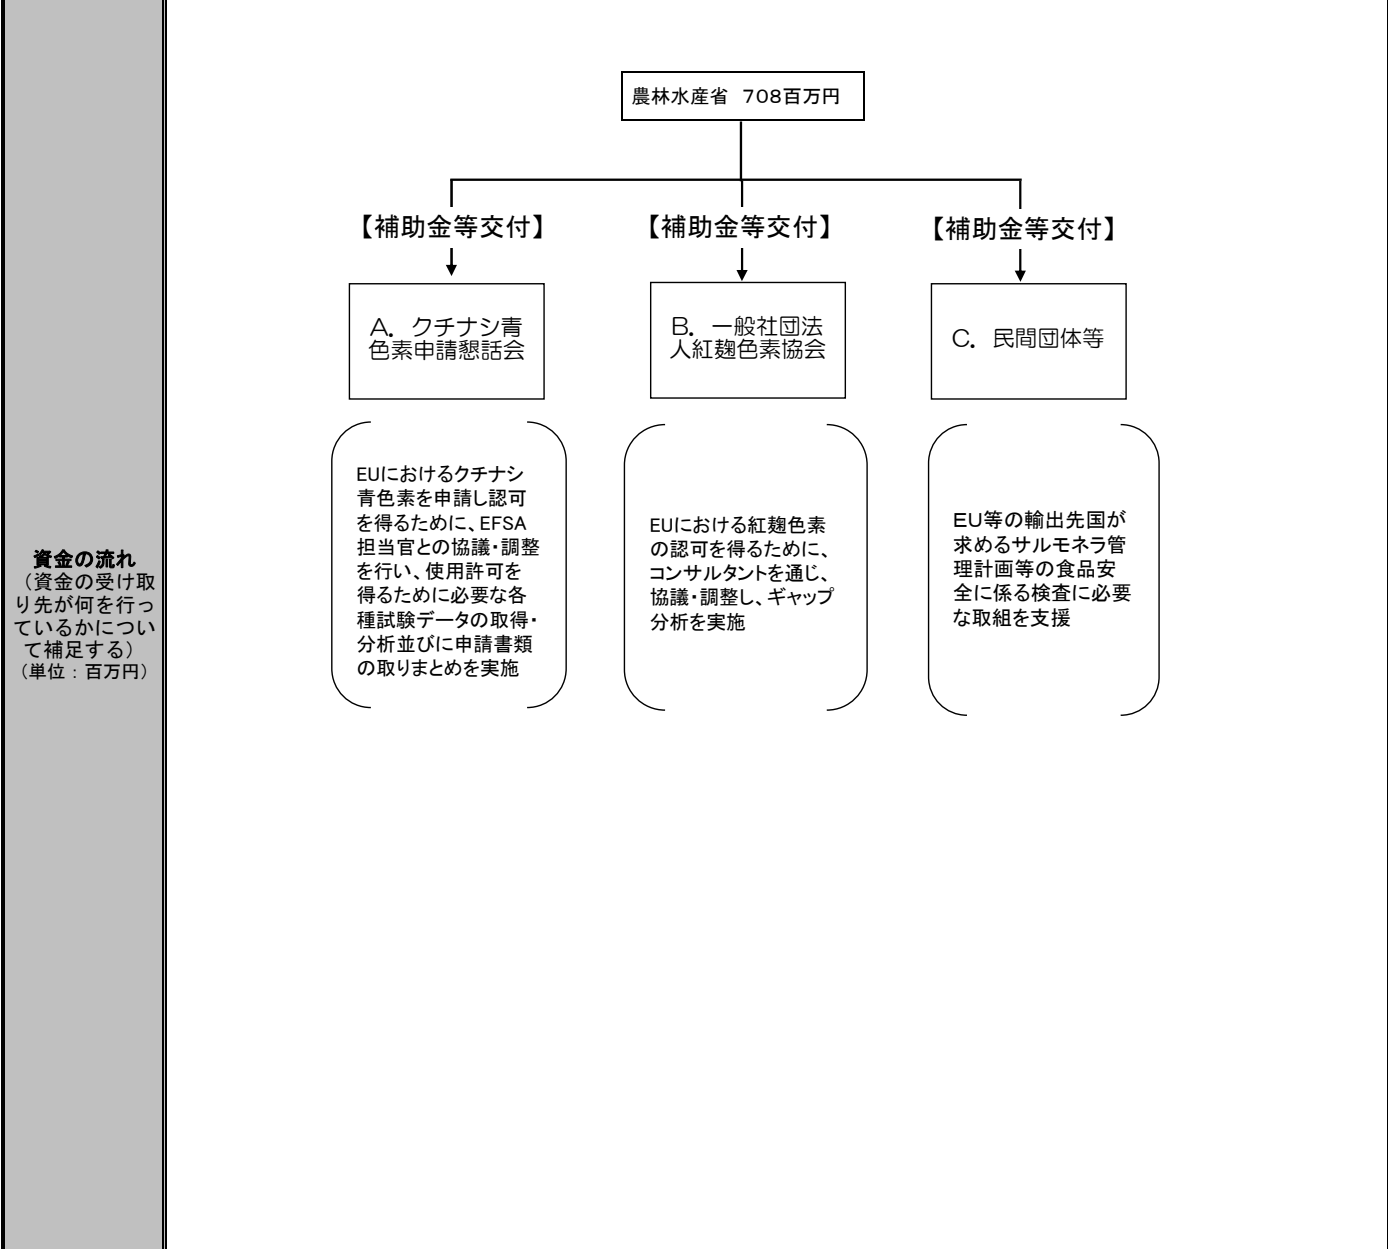 農林水産省　708百万円
【補助金等交付】
【補助金等交付】
【補助金等交付】
A．クチナシ青
色素申請懇話会
B．一般社団法
人紅麹色素協会
C．民間団体等
EUにおけるクチナシ
青色素を申請し認可
を得るために、EFSA
担当官との協議・調整
を行い、使用許可を
得るために必要な各
種試験データの取得・
分析並びに申請書類
の取りまとめを実施
EUにおける紅麹色素
の認可を得るために、
コンサルタントを通じ、
協議・調整し、ギャップ
分析を実施
EU等の輸出先国が
求めるサルモネラ管
理計画等の食品安
全に係る検査に必要
な取組を支援
資金の流れ
（資金の受け取
り先が何を行っ
ているかについ
て補足する）
（単位：百万円）